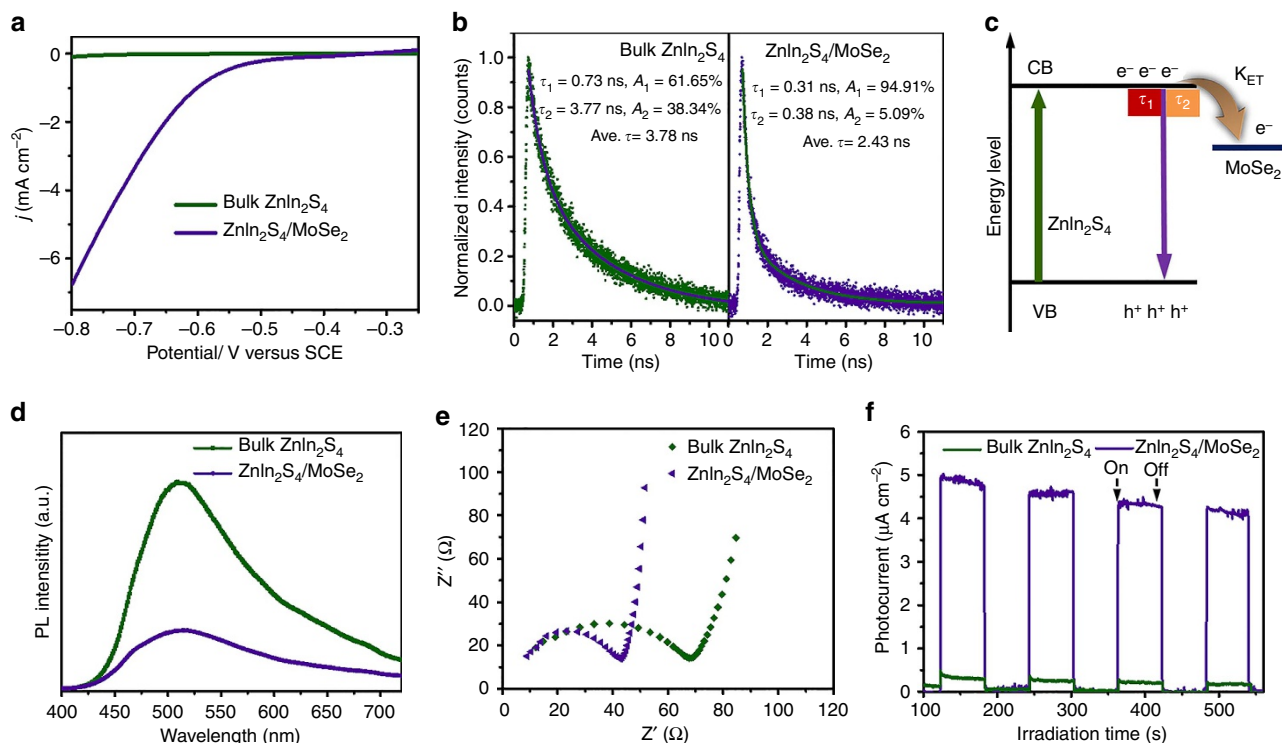 a
0
−2
−4
−6
j (mA cm⁻²)
Bulk ZnIn₂S₄
ZnIn₂S₄/MoSe₂
−0.8 −0.7 −0.6 −0.5 −0.4 −0.3
Potential/ V versus SCE
b
Normalized intensity (counts)
1.0
0.8
0.6
0.4
0.2
0.0
Bulk ZnIn₂S₄
τ₁ = 0.73 ns, A₁ = 61.65%
τ₂ = 3.77 ns, A₂ = 38.34%
Ave. τ= 3.78 ns
0 2 4 6 8 10
Time (ns)
ZnIn₂S₄/MoSe₂
τ₁ = 0.31 ns, A₁ = 94.91%
τ₂ = 0.38 ns, A₂ = 5.09%
Ave. τ = 2.43 ns
0 2 4 6 8 10
Time (ns)
c
Energy level
CB
e⁻ e⁻ e⁻
K_ET
τ₁ τ₂
e⁻
MoSe₂
ZnIn₂S₄
VB
h⁺ h⁺ h⁺
d
PL intensitity (a.u.)
Bulk ZnIn₂S₄
ZnIn₂S₄/MoSe₂
400 450 500 550 600 650 700
Wavelength (nm)
e
Z′′ (Ω)
120
100
80
60
40
20
0
Bulk ZnIn₂S₄
ZnIn₂S₄/MoSe₂
0 20 40 60 80 100 120
Z′ (Ω)
f
Photocurrent (μA cm⁻²)
6
5
4
3
2
1
0
Bulk ZnIn₂S₄ ZnIn₂S₄/MoSe₂
On Off
100 200 300 400 500
Irradiation time (s)